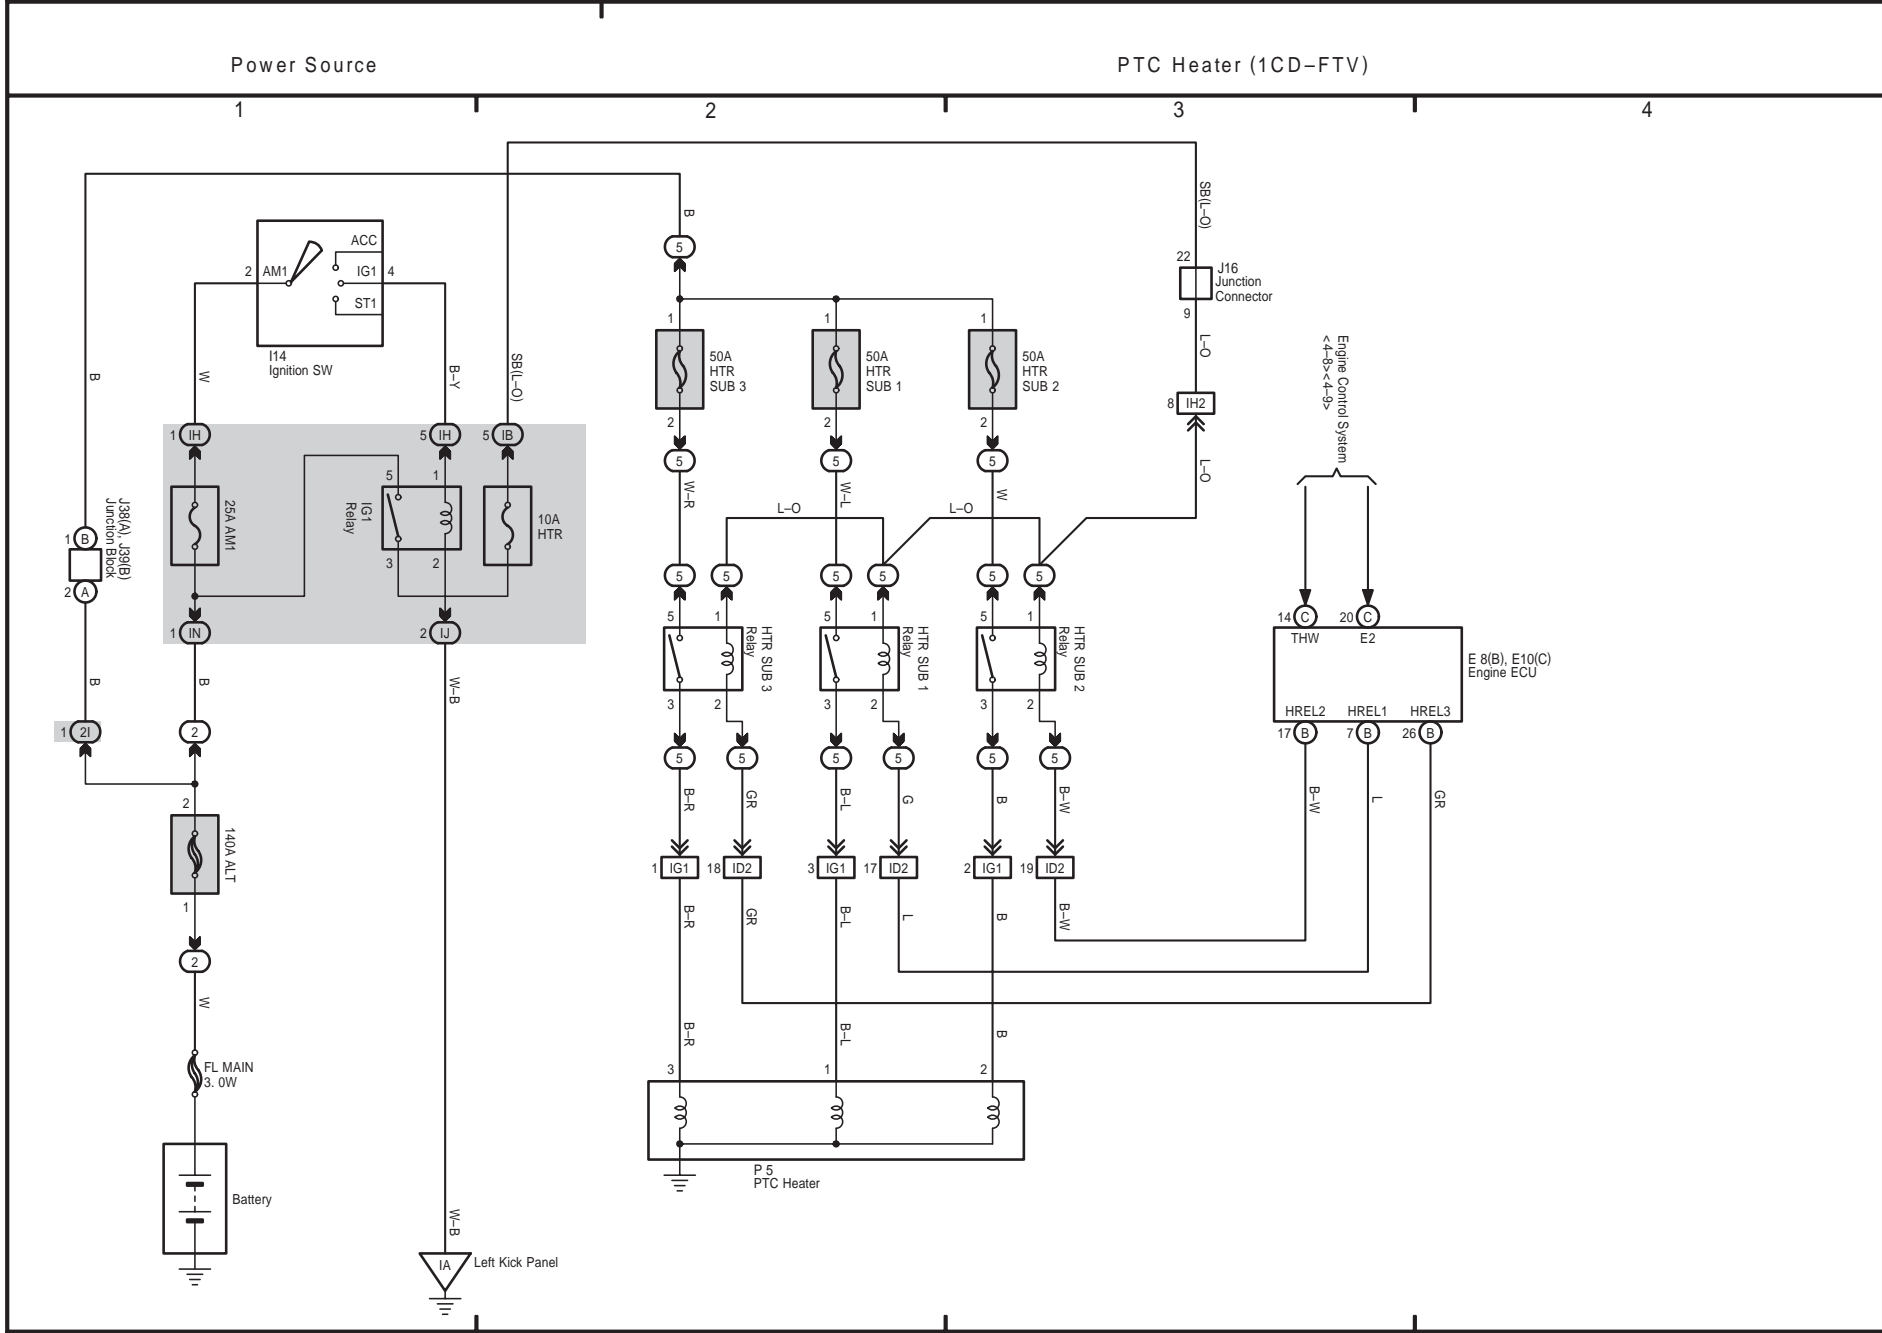 Power Source
PTC Heater (1CD–FTV)
1
2
3
4
B
SB(L–O)
ACC
2 AM1
IG1 4
ST1
I14
Ignition SW
5
22
J16
Junction
Connector
9
1
1
1
50A
HTR
SUB 3
50A
HTR
SUB 1
50A
HTR
SUB 2
2
2
2
B
W
B–Y
SB(L–O)
L–O
8 IH2
Engine Control System
<4–8><4–9>
1 IH
5 IH
5 IB
5
5
5
5
1
25A AM1
IG1
Relay
10A
HTR
3
2
W–R
W–L
W
L–O
L–O
L–O
J38(A), J39(B)
Junction Block
1 B
2 A
1 IN
2 IJ
5
5
5
5
5
5
5
1
5
1
5
1
HTR SUB 3
Relay
HTR SUB 1
Relay
HTR SUB 2
Relay
3
2
3
2
3
2
14 C
20 C
THW
E2
E 8(B), E10(C)
Engine ECU
HREL2
HREL1
HREL3
17 B
7 B
26 B
B
B
W–B
1 2I
2
5
5
5
5
5
5
B–R
GR
B–L
G
B
B–W
B–W
L
GR
2
140A ALT
1
1 IG1
18 ID2
3 IG1
17 ID2
2 IG1
19 ID2
B–R
GR
B–L
L
B
B–W
2
W
B–R
B–L
B
FL MAIN
3. 0W
3
1
2
P 5
PTC Heater
Battery
W–B
IA
Left Kick Panel